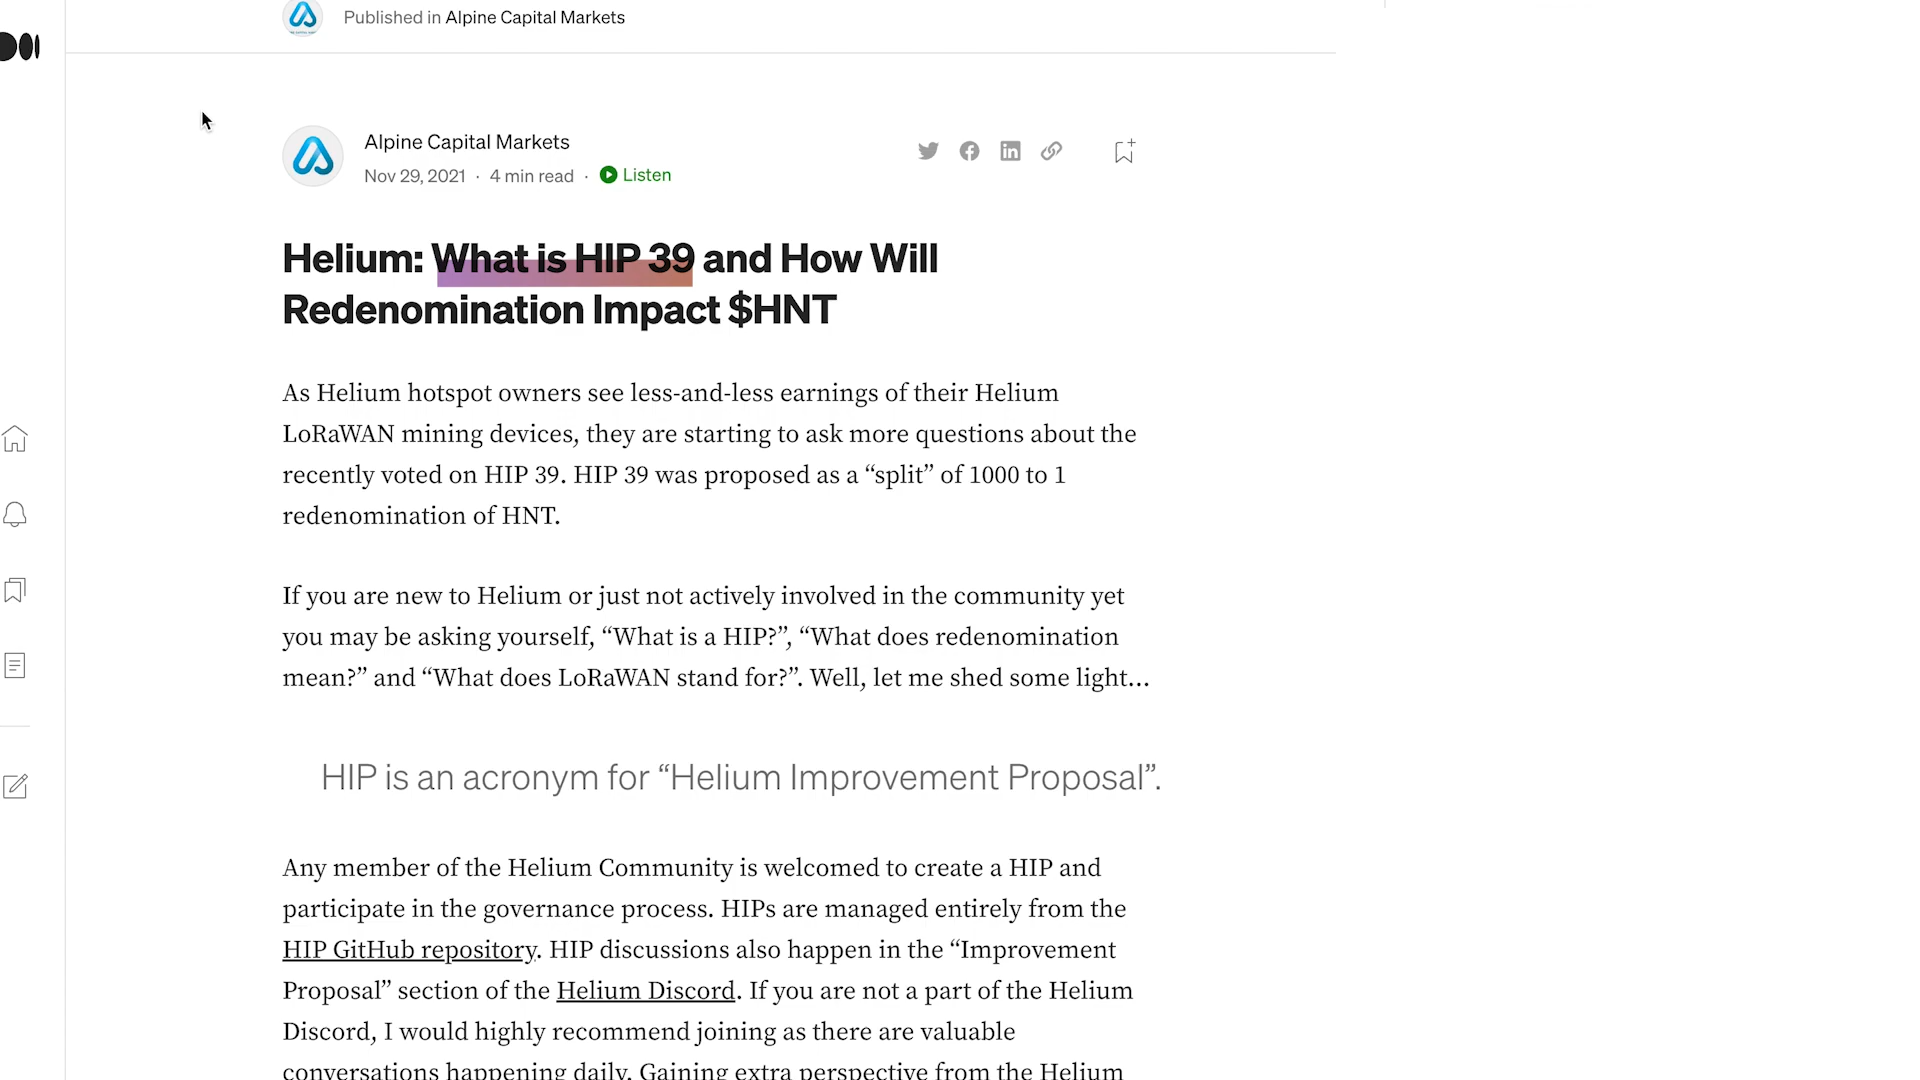 Published in Alpine Capital Markets
Alpine Capital Markets
Nov 29, 2021 · 4 min read · Listen
Helium: What is HIP 39 and How Will
Redenomination Impact $HNT
As Helium hotspot owners see less-and-less earnings of their Helium
LoRaWAN mining devices, they are starting to ask more questions about the
recently voted on HIP 39. HIP 39 was proposed as a “split” of 1000 to 1
redenomination of HNT.
If you are new to Helium or just not actively involved in the community yet
you may be asking yourself, “What is a HIP?”, “What does redenomination
mean?” and “What does LoRaWAN stand for?”. Well, let me shed some light…
HIP is an acronym for “Helium Improvement Proposal”.
Any member of the Helium Community is welcomed to create a HIP and
participate in the governance process. HIPs are managed entirely from the
HIP GitHub repository. HIP discussions also happen in the “Improvement
Proposal” section of the Helium Discord. If you are not a part of the Helium
Discord, I would highly recommend joining as there are valuable
conversations happening daily. Gaining extra perspective from the Helium